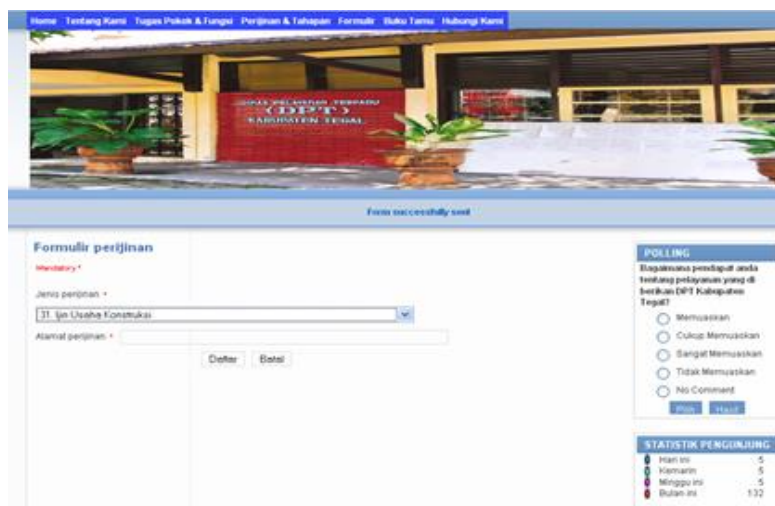 Home Tentang Kami Tugas Pokok & Fungsi Perijinan & Tahapan Formulir Buku Tamu Hubungi Kami
DINAS PELAYANAN TERPADU
(DPT)
KABUPATEN TEGAL
Form successfully sent
Formulir perijinan
Mandatory *
Jenis perijinan *
31. Ijin Usaha Konstruksi
Alamat perijinan *
Daftar Batal
POLLING
Bagaimana pendapat anda
tentang pelayanan yang di
berikan DPT Kabupaten
Tegal?
Memuaskan
Cukup Memuaskan
Sangat Memuaskan
Tidak Memuaskan
No Comment
Pilih Hasil
STATISTIK PENGUNJUNG
Hari ini 5
Kemarin 5
Minggu ini 5
Bulan ini 132